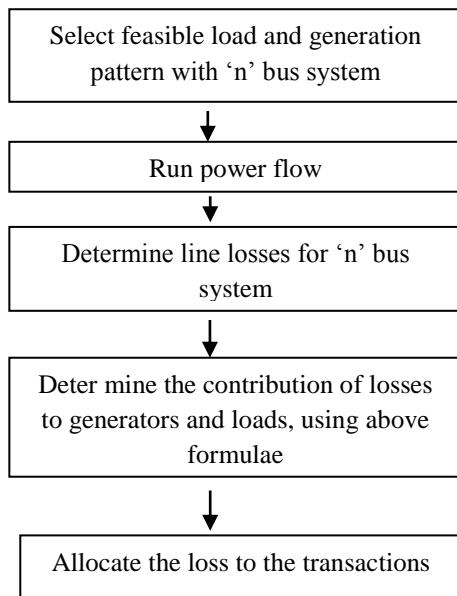 Select feasible load and generation
pattern with ‘n’ bus system
Run power flow
Determine line losses for ‘n’ bus
system
Deter mine the contribution of losses
to generators and loads, using above
formulae
Allocate the loss to the transactions